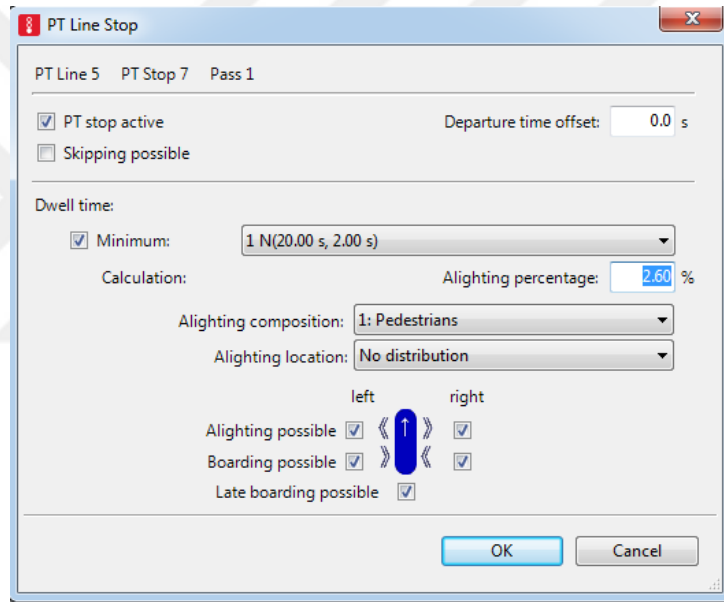 PT Line Stop
PT Line 5 PT Stop 7 Pass 1
PT stop active Departure time offset: 0.0 s
Skipping possible
Dwell time:
Minimum: 1 N(20.00 s, 2.00 s)
Calculation: Alighting percentage: 2.60 %
Alighting composition: 1: Pedestrians
Alighting location: No distribution
left right
Alighting possible
Boarding possible
Late boarding possible
OK Cancel